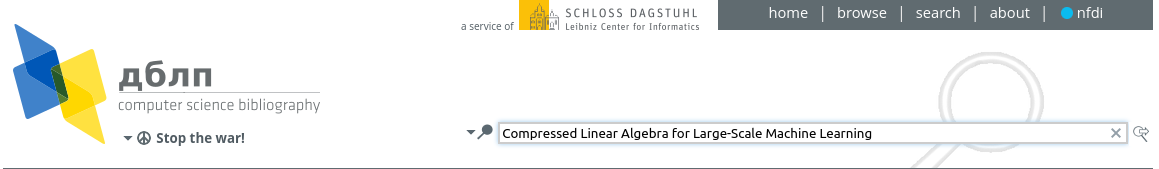 a service of
SCHLOSS DAGSTUHL
Leibniz Center for Informatics
home | browse | search | about | nfdi
дблп
computer science bibliography
Stop the war!
Compressed Linear Algebra for Large-Scale Machine Learning